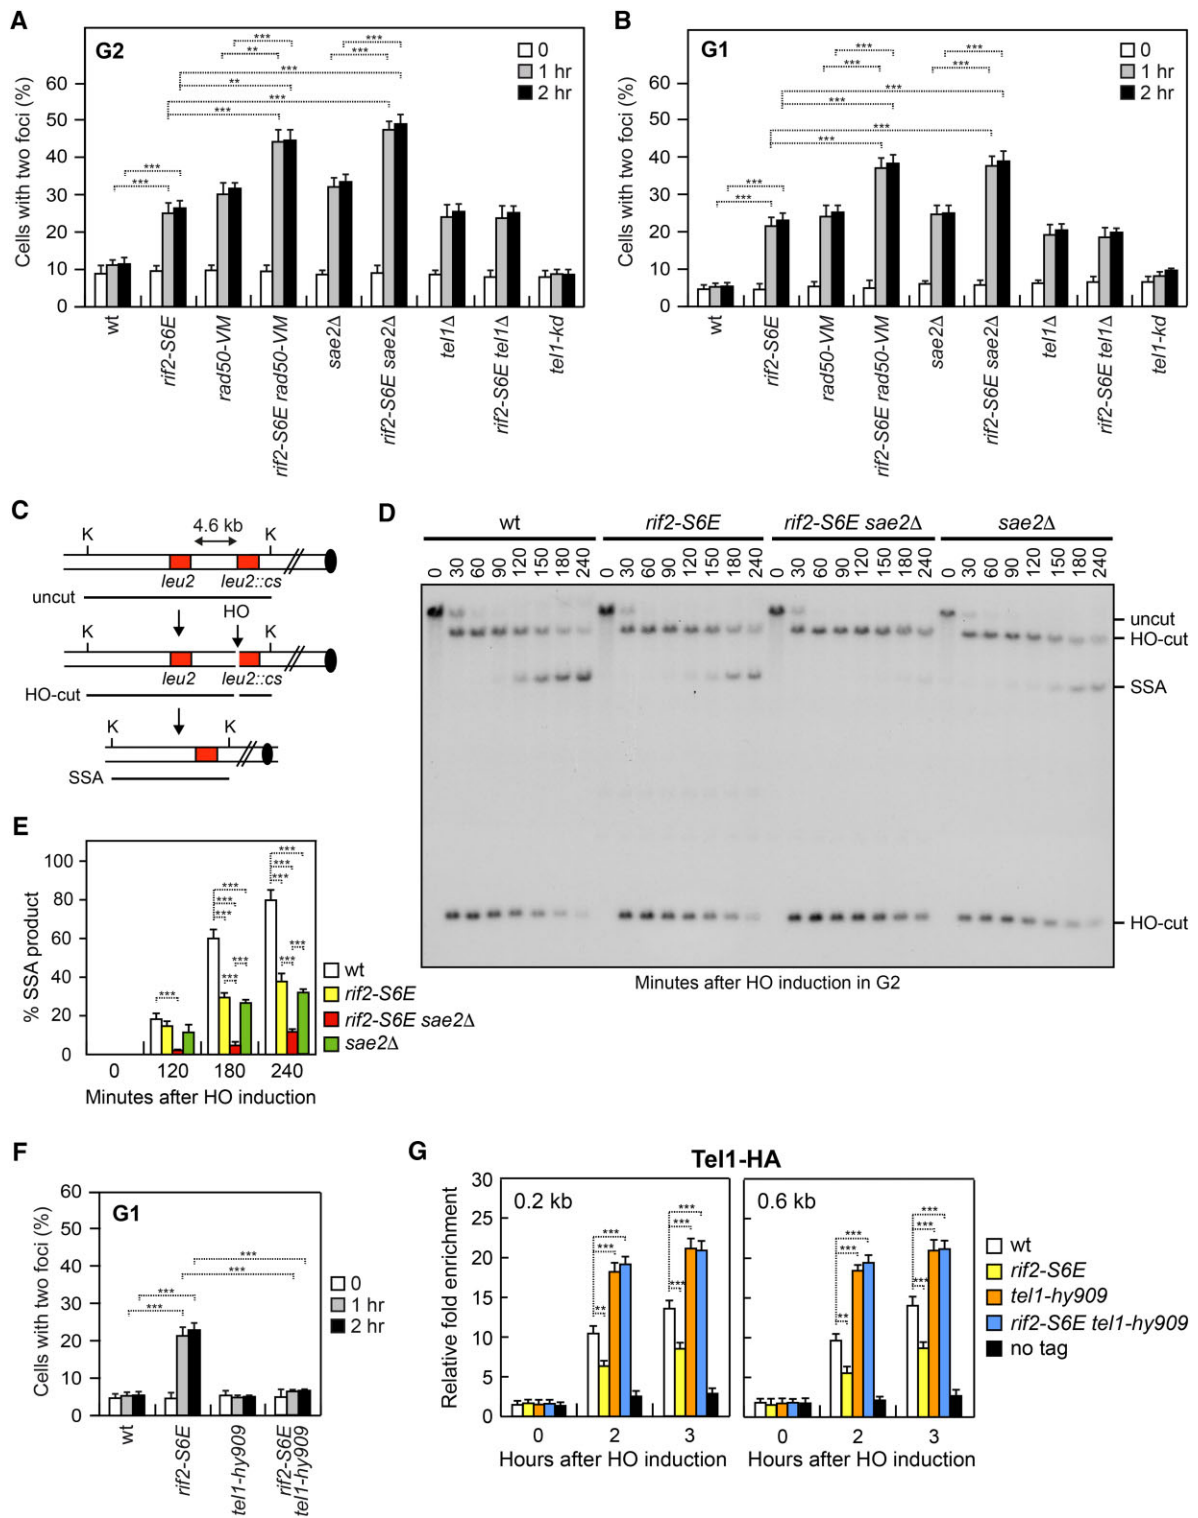 A
G2
0
1 hr
2 hr
Cells with two foci (%)
60
50
40
30
20
10
0
***
***
**
***
***
***
***
***
**
***
***
***
wt
rif2-S6E
rad50-VM
rif2-S6E rad50-VM
sae2Δ
rif2-S6E sae2Δ
tel1Δ
rif2-S6E tel1Δ
tel1-kd
B
G1
0
1 hr
2 hr
Cells with two foci (%)
60
50
40
30
20
10
0
***
***
***
***
***
***
***
***
***
***
***
wt
rif2-S6E
rad50-VM
rif2-S6E rad50-VM
sae2Δ
rif2-S6E sae2Δ
tel1Δ
rif2-S6E tel1Δ
tel1-kd
C
K 4.6 kb K
leu2 leu2::cs
uncut
HO
K K
leu2 leu2::cs
HO-cut
K K
SSA
D
wt rif2-S6E rif2-S6E sae2Δ sae2Δ
0 30 60 90 120 150 180 240 0 30 60 90 120 150 180 240 0 30 60 90 120 150 180 240 0 30 60 90 120 150 180 240
uncut
HO-cut
SSA
HO-cut
Minutes after HO induction in G2
E
% SSA product
100
80
60
40
20
0
***
***
***
***
***
***
***
***
***
***
***
0 120 180 240
Minutes after HO induction
wt
rif2-S6E
rif2-S6E sae2Δ
sae2Δ
F
G1
0
1 hr
2 hr
Cells with two foci (%)
60
50
40
30
20
10
0
***
***
***
***
wt
rif2-S6E
tel1-hy909
rif2-S6E
tel1-hy909
G
Tel1-HA
Relative fold enrichment
30
25
20
15
10
5
0
0.2 kb
***
***
**
***
***
***
0 2 3
Hours after HO induction
0.6 kb
***
***
**
***
***
***
0 2 3
Hours after HO induction
wt
rif2-S6E
tel1-hy909
rif2-S6E tel1-hy909
no tag